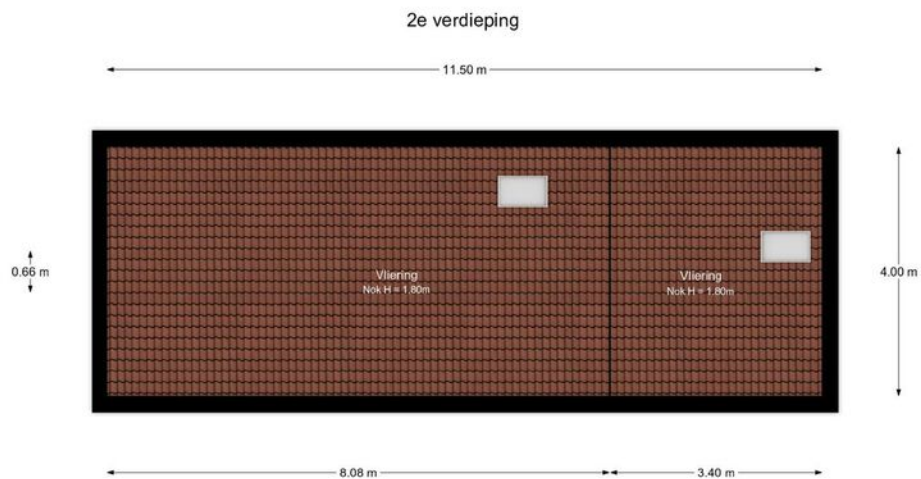 2e verdieping
11.50 m
0.66 m
Vliering
Nok H = 1.80m
Vliering
Nok H = 1.80m
4.00 m
8.08 m
3.40 m